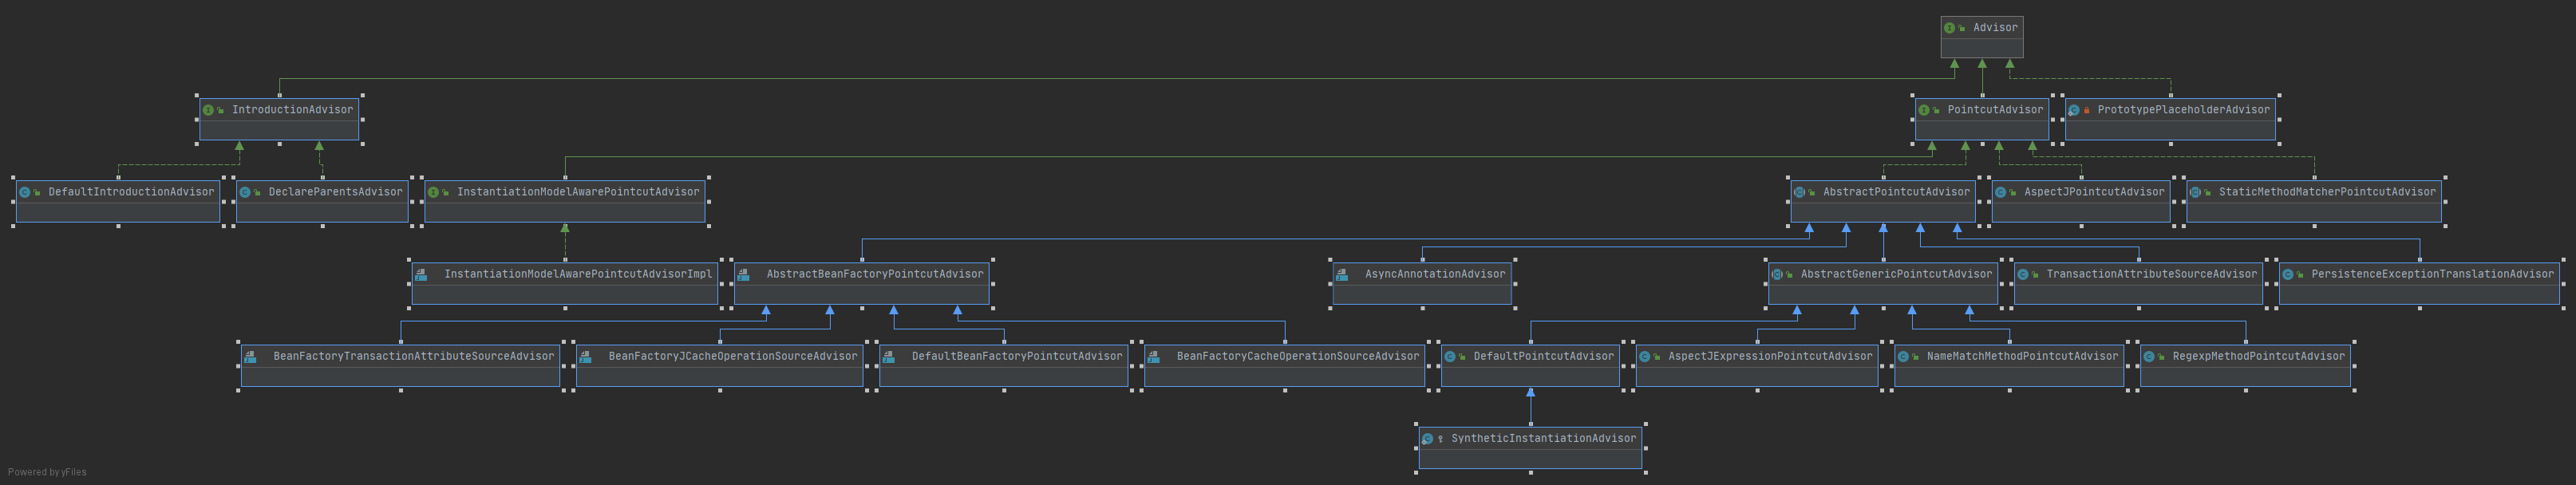 Advisor
IntroductionAdvisor
PointcutAdvisor
PrototypePlaceholderAdvisor
DefaultIntroductionAdvisor
DeclareParentsAdvisor
InstantiationModelAwarePointcutAdvisor
AbstractPointcutAdvisor
AspectJPointcutAdvisor
StaticMethodMatcherPointcutAdvisor
InstantiationModelAwarePointcutAdvisorImpl
AbstractBeanFactoryPointcutAdvisor
AsyncAnnotationAdvisor
AbstractGenericPointcutAdvisor
TransactionAttributeSourceAdvisor
PersistenceExceptionTranslationAdvisor
BeanFactoryTransactionAttributeSourceAdvisor
BeanFactoryJCacheOperationSourceAdvisor
DefaultBeanFactoryPointcutAdvisor
BeanFactoryCacheOperationSourceAdvisor
DefaultPointcutAdvisor
AspectJExpressionPointcutAdvisor
NameMatchMethodPointcutAdvisor
RegexpMethodPointcutAdvisor
SyntheticInstantiationAdvisor
Powered by yFiles